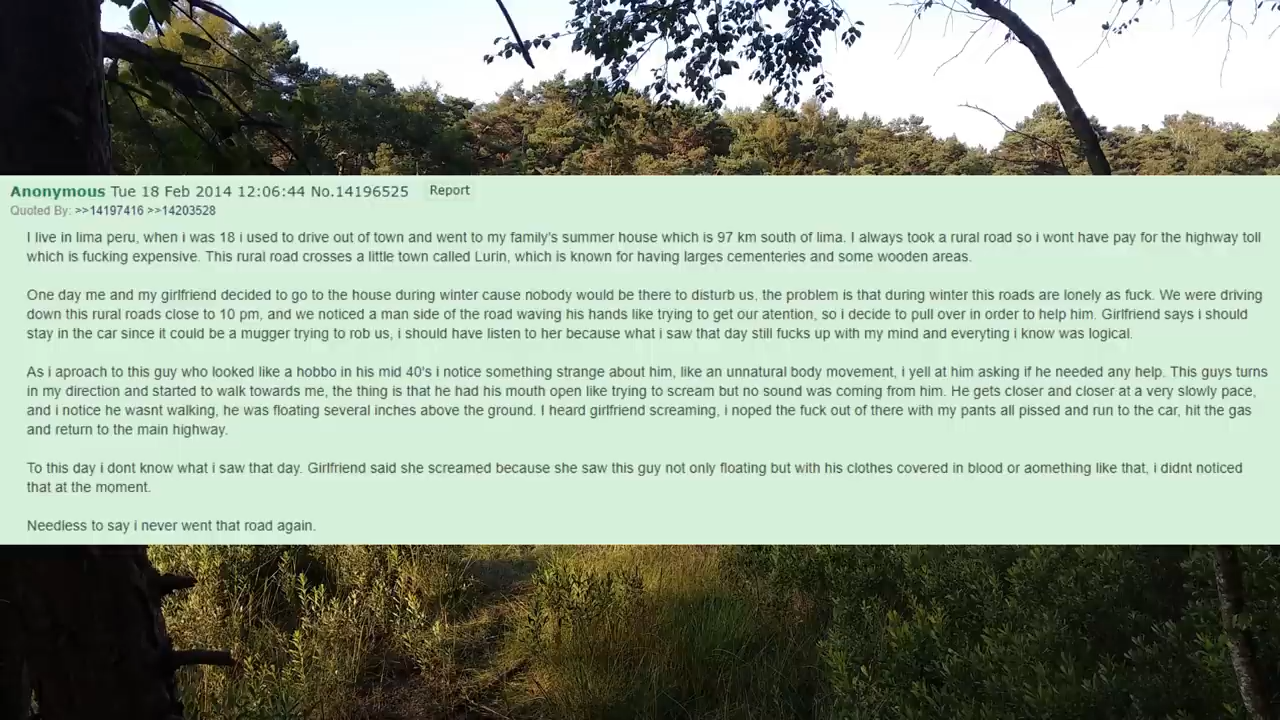 Anonymous Tue 18 Feb 2014 12:06:44 No.14196525 Report
Quoted By: >>14197416 >>14203528
I live in lima peru, when i was 18 i used to drive out of town and went to my family's summer house which is 97 km south of lima. I always took a rural road so i wont have pay for the highway toll
which is fucking expensive. This rural road crosses a little town called Lurin, which is known for having larges cementeries and some wooden areas.
One day me and my girlfriend decided to go to the house during winter cause nobody would be there to disturb us, the problem is that during winter this roads are lonely as fuck. We were driving
down this rural roads close to 10 pm, and we noticed a man side of the road waving his hands like trying to get our atention, so i decide to pull over in order to help him. Girlfriend says i should
stay in the car since it could be a mugger trying to rob us, i should have listen to her because what i saw that day still fucks up with my mind and everyting i know was logical.
As i aproach to this guy who looked like a hobbo in his mid 40's i notice something strange about him, like an unnatural body movement, i yell at him asking if he needed any help. This guys turns
in my direction and started to walk towards me, the thing is that he had his mouth open like trying to scream but no sound was coming from him. He gets closer and closer at a very slowly pace,
and i notice he wasnt walking, he was floating several inches above the ground. I heard girlfriend screaming, i noped the fuck out of there with my pants all pissed and run to the car, hit the gas
and return to the main highway.
To this day i dont know what i saw that day. Girlfriend said she screamed because she saw this guy not only floating but with his clothes covered in blood or aomething like that, i didnt noticed
that at the moment.
Needless to say i never went that road again.